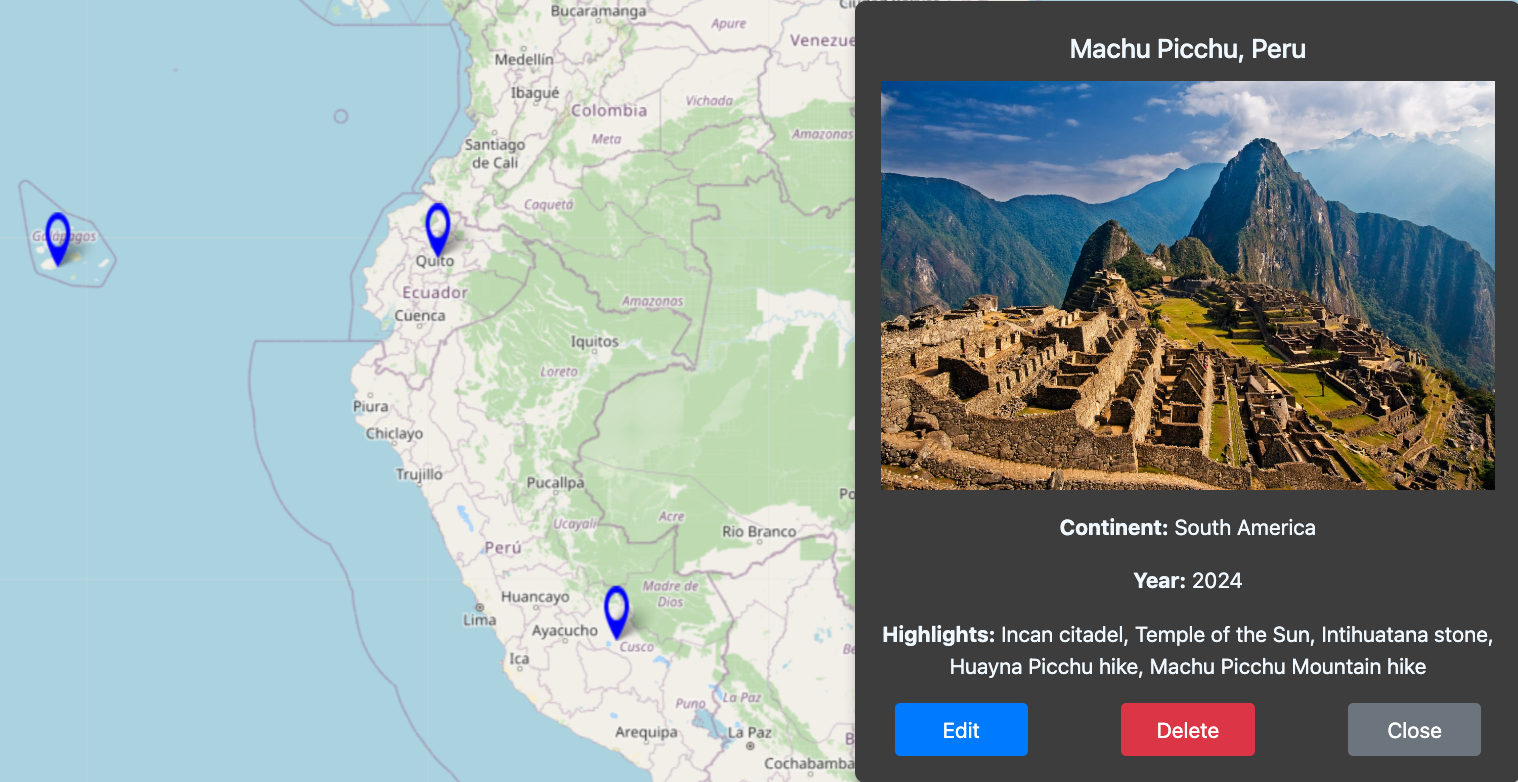 Bucaramanga
Apure
Medellín
Venezue
Ibagué
Colombia
Vichada
Meta
Amazonas
Santiago
de Cali
Caquetá
Galápagos
Quito
Ecuador
Amazonas
Cuenca
Iquitos
Loreto
Piura
Chiclayo
Trujillo
Pucallpa
Po
Ucayali
Acre
Rio Branco
Perú
Madre de
Dios
Huancayo
Lima
Ayacucho
Cusco
Ica
Puno
La Paz
Arequipa
La Paz
Cochabamba
Machu Picchu, Peru
Continent: South America
Year: 2024
Highlights: Incan citadel, Temple of the Sun, Intihuatana stone,
Huayna Picchu hike, Machu Picchu Mountain hike
Edit
Delete
Close